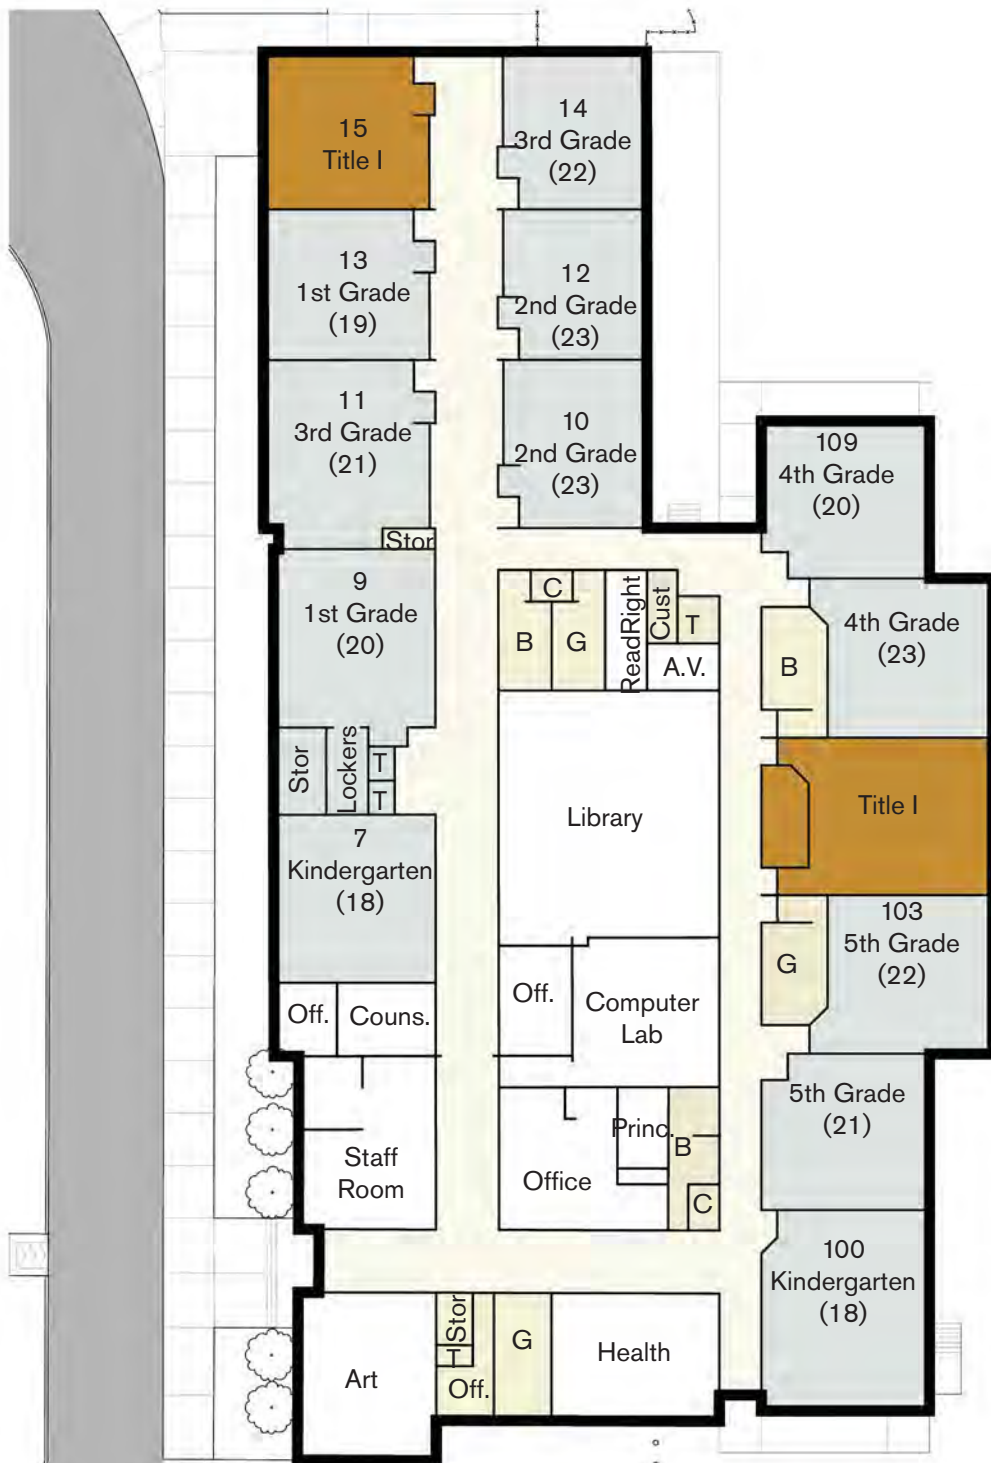 15
Title I
14
3rd Grade
(22)
13
1st Grade
(19)
12
2nd Grade
(23)
11
3rd Grade
(21)
10
2nd Grade
(23)
109
4th Grade
(20)
Stor
9
1st Grade
(20)
C
B
G
ReadRight
Cust
T
A.V.
4th Grade
(23)
B
Stor
Lockers
T
T
Library
Title I
7
Kindergarten
(18)
103
5th Grade
(22)
G
Off.
Couns.
Off.
Computer
Lab
5th Grade
(21)
Staff
Room
Office
Princ.
B
C
100
Kindergarten
(18)
Art
Stor
T
Off.
G
Health